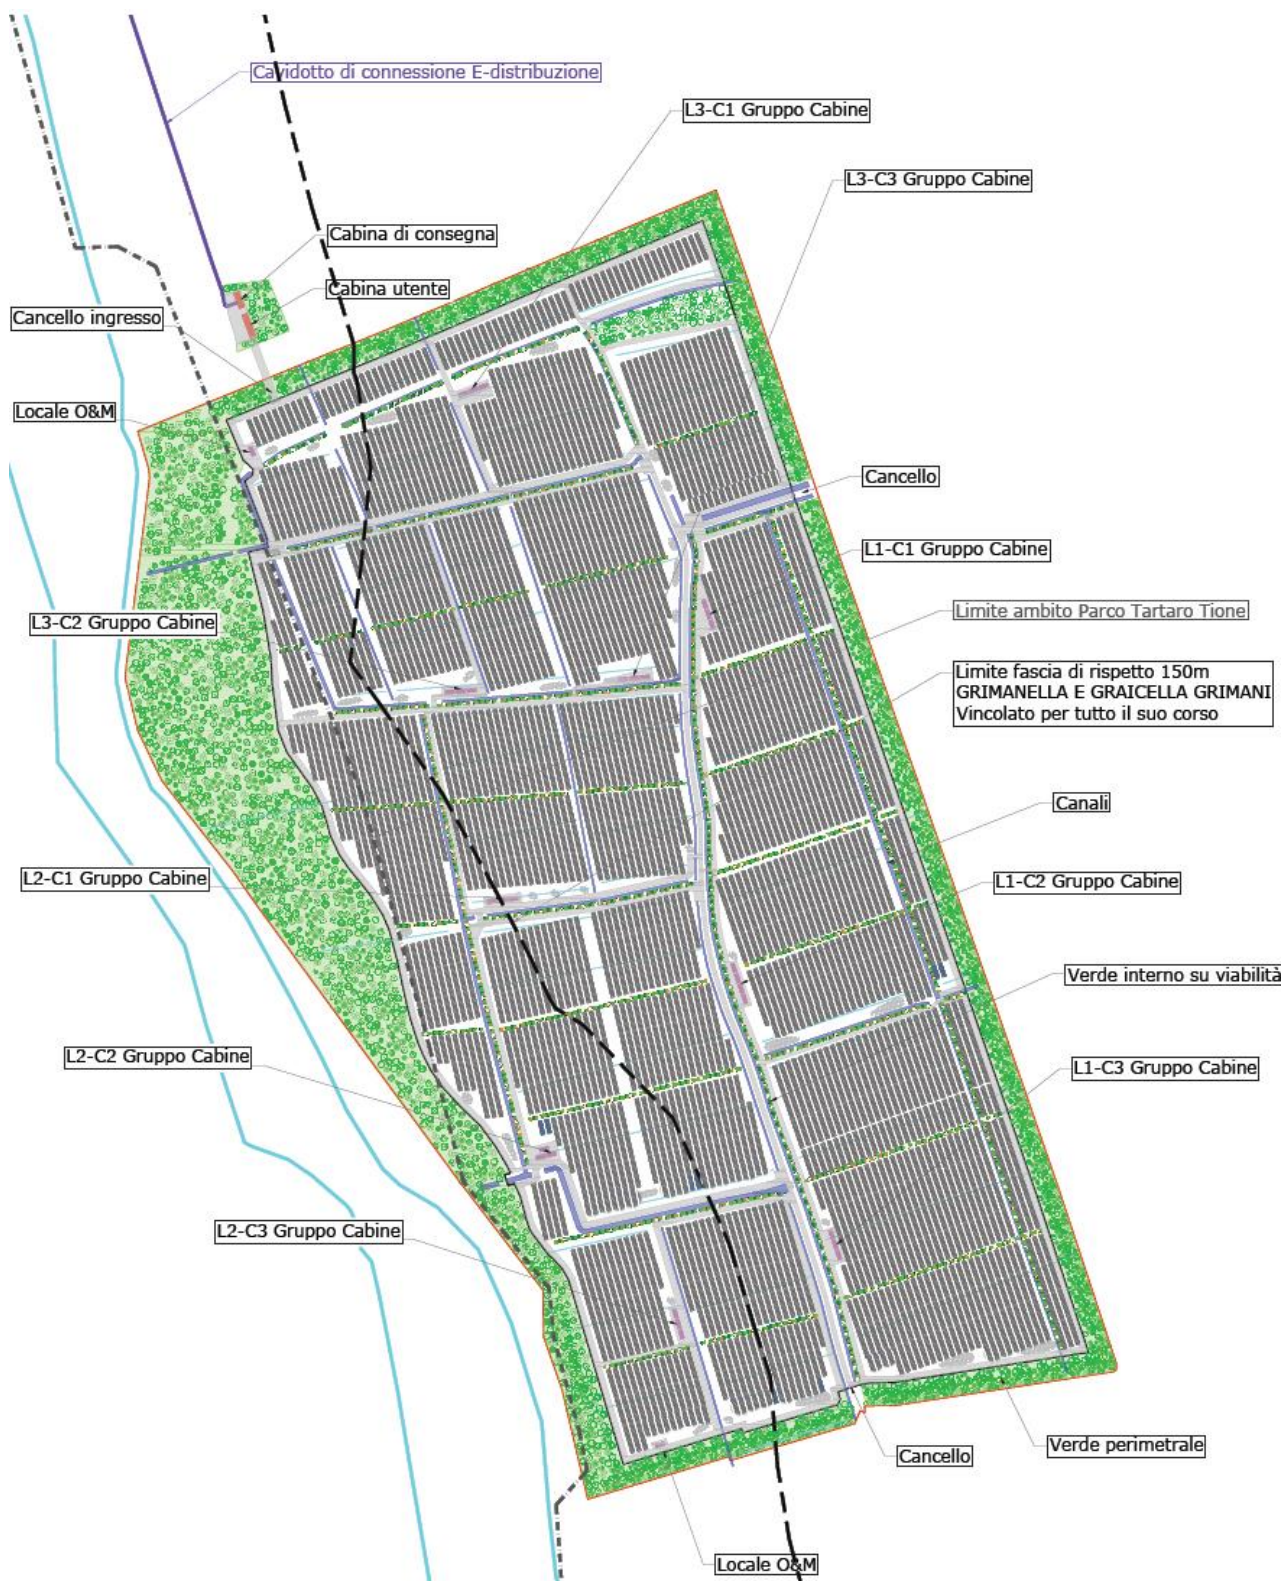 Cavidotto di connessione E-distribuzione
L3-C1 Gruppo Cabine
L3-C3 Gruppo Cabine
Cabina di consegna
Cabina utente
Cancello ingresso
Locale O&M
Cancello
L1-C1 Gruppo Cabine
Limite ambito Parco Tartaro Tione
L3-C2 Gruppo Cabine
Limite fascia di rispetto 150m
GRIMANELLA E GRAICELLA GRIMANI
Vincolato per tutto il suo corso
Canali
L2-C1 Gruppo Cabine
L1-C2 Gruppo Cabine
Verde interno su viabilità
L2-C2 Gruppo Cabine
L1-C3 Gruppo Cabine
L2-C3 Gruppo Cabine
Verde perimetrale
Cancello
Locale O&M